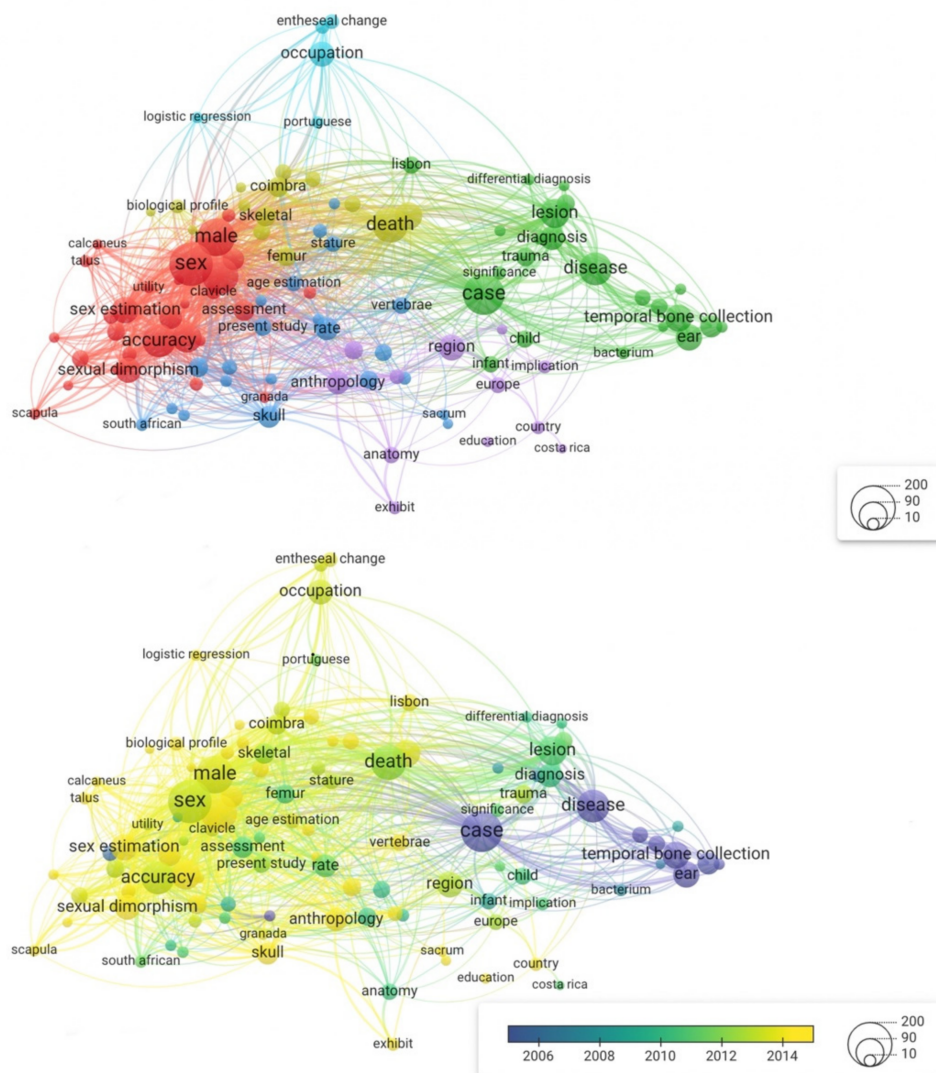 entheseal change
occupation
logistic regression
portuguese
lisbon
differential diagnosis
coimbra
biological profile
skeletal
lesion
death
male
diagnosis
calcaneus
stature
femur
trauma
talus
sex
significance
disease
utility
clavicle
age estimation
case
sex estimation
assessment
vertebrae
temporal bone collection
present study
rate
accuracy
child
ear
region
bacterium
sexual dimorphism
infant
implication
anthropology
europe
granada
scapula
skull
sacrum
south african
country
education
costa rica
anatomy
exhibit
200
90
10
entheseal change
occupation
logistic regression
portuguese
lisbon
differential diagnosis
coimbra
biological profile
skeletal
lesion
death
male
diagnosis
calcaneus
stature
femur
trauma
talus
sex
significance
disease
utility
clavicle
age estimation
case
sex estimation
assessment
vertebrae
temporal bone collection
present study
rate
accuracy
child
ear
region
bacterium
sexual dimorphism
infant
implication
anthropology
europe
granada
scapula
skull
sacrum
south african
country
education
costa rica
anatomy
exhibit
2006
2008
2010
2012
2014
200
90
10